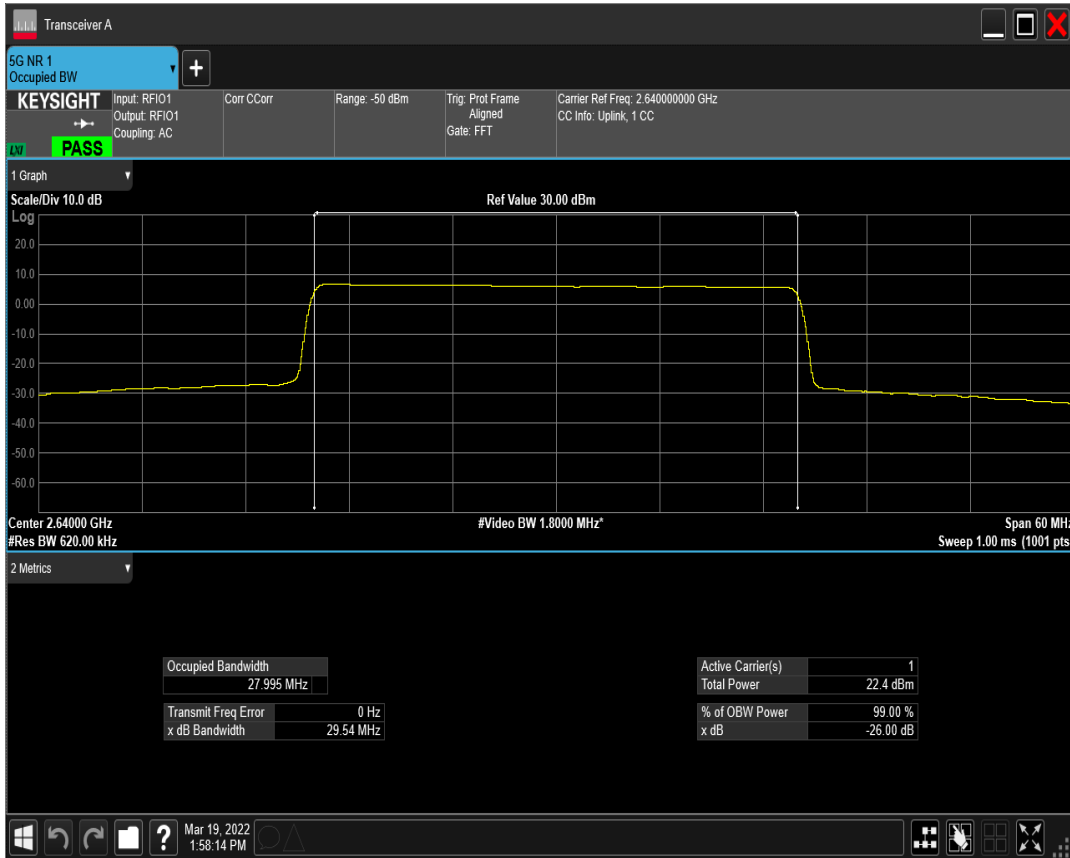 Transceiver A
5G NR 1
Occupied BW
+
KEYSIGHT
LXI
PASS
Input: RFIO1
Output: RFIO1
Coupling: AC
Corr CCorr
Range: -50 dBm
Trig: Prot Frame
Aligned
Gate: FFT
Carrier Ref Freq: 2.640000000 GHz
CC Info: Uplink, 1 CC
1 Graph
Scale/Div 10.0 dB
Ref Value 30.00 dBm
Log
20.0
10.0
0.00
-10.0
-20.0
-30.0
-40.0
-50.0
-60.0
Center 2.64000 GHz
#Video BW 1.8000 MHz*
Span 60 MHz
#Res BW 620.00 kHz
Sweep 1.00 ms (1001 pts
2 Metrics
Occupied Bandwidth
27.995 MHz
Transmit Freq Error 0 Hz
x dB Bandwidth 29.54 MHz
Active Carrier(s) 1
Total Power 22.4 dBm
% of OBW Power 99.00 %
x dB -26.00 dB
?
Mar 19, 2022
1:58:14 PM